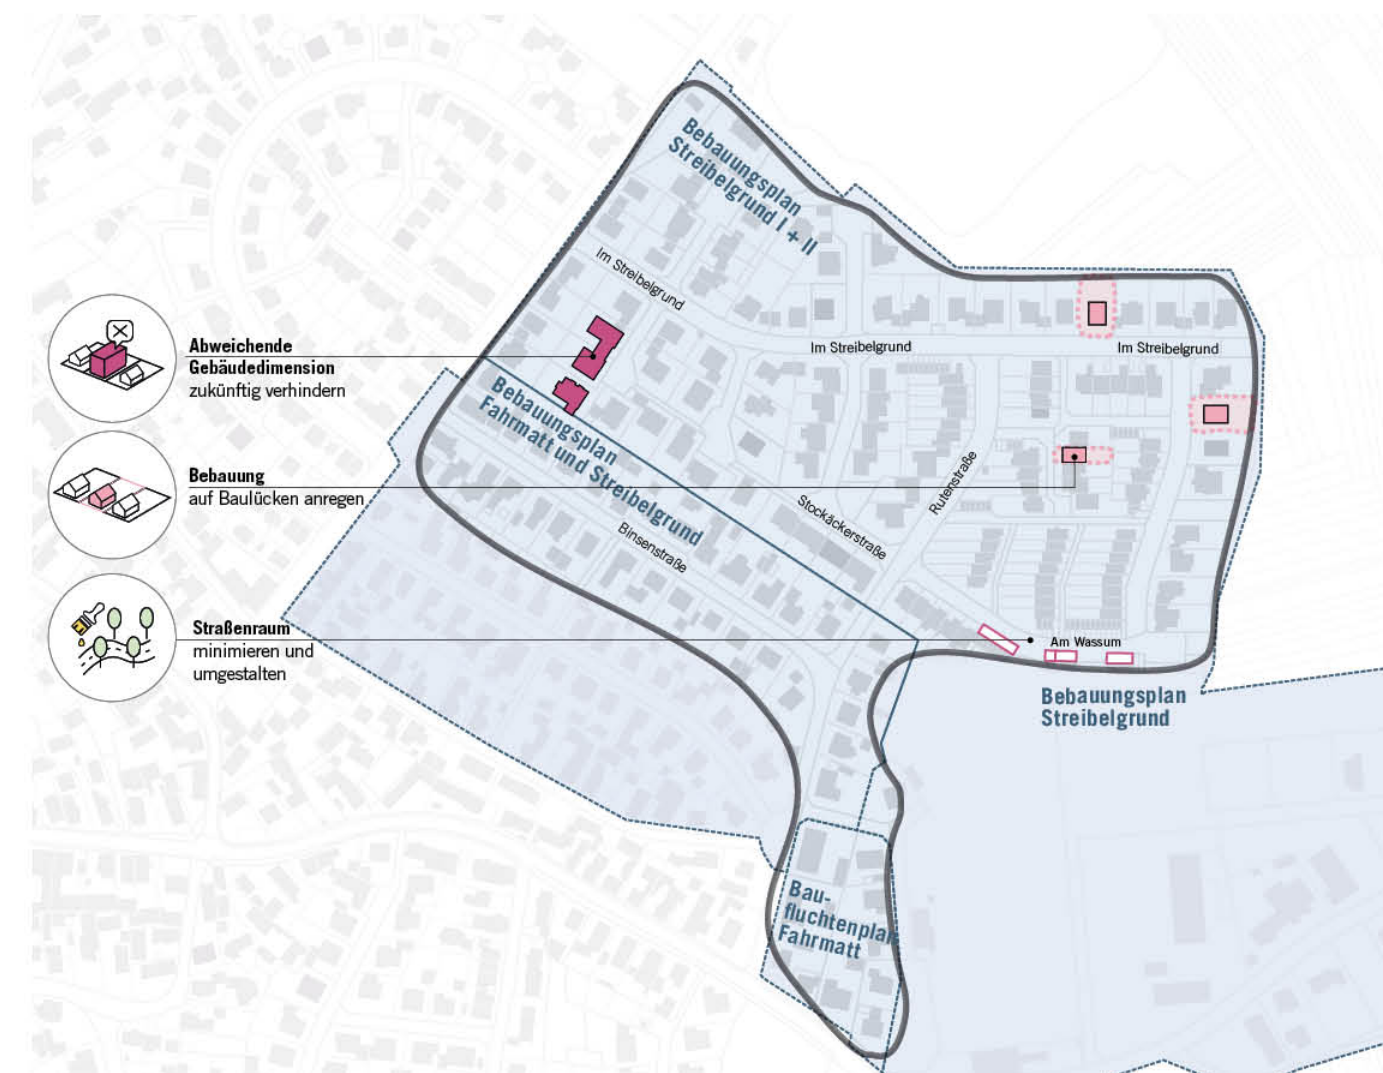 Bebauungsplan
Streibelgrund I + II
Im Streibelgrund
Im Streibelgrund
Im Streibelgrund
Abweichende
Gebäudedimension
zukünftig verhindern
Bebauungsplan
Fahrmatt und Streibelgrund
Bebauung
auf Baulücken anregen
Rutenstraße
Stockäckerstraße
Binsenstraße
Straßenraum
minimieren und
umgestalten
Am Wassum
Bebauungsplan
Streibelgrund
Bau-
fluchtenplan
Fahrmatt